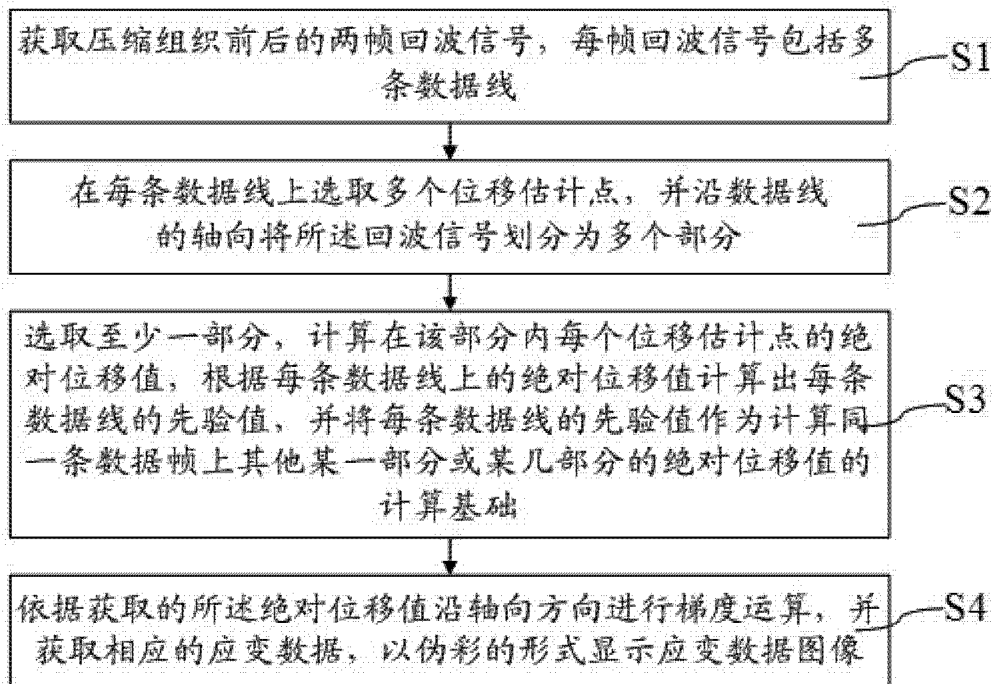 获取压缩组织前后的两帧回波信号，每帧回波信号包括多
条数据线
S1
在每条数据线上选取多个位移估计点，并沿数据线
的轴向将所述回波信号划分为多个部分
S2
选取至少一部分，计算在该部分内每个位移估计点的绝
对位移值，根据每条数据线上的绝对位移值计算出每条
数据线的先验值，并将每条数据线的先验值作为计算同
一条数据帧上其他某一部分或某几部分的绝对位移值的
计算基础
S3
依据获取的所述绝对位移值沿轴向方向进行梯度运算，并
获取相应的应变数据，以伪彩的形式显示应变数据图像
S4